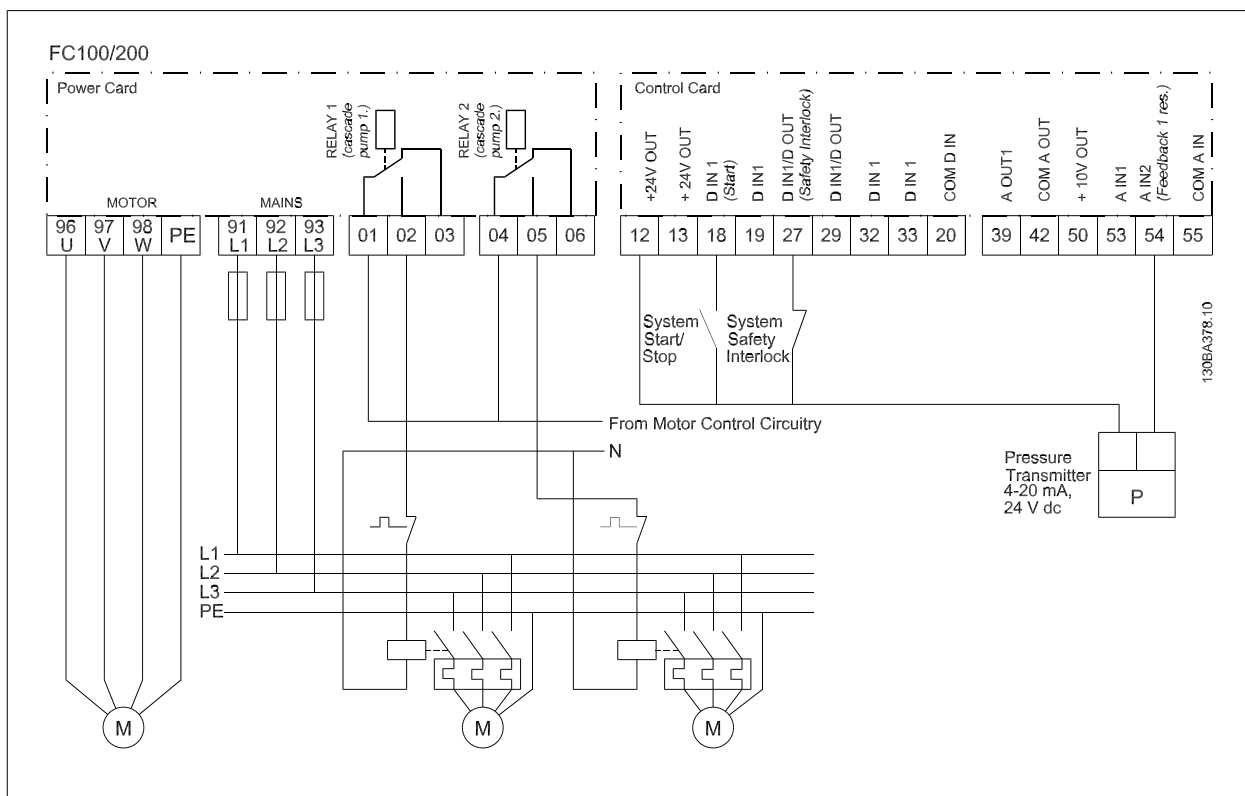 FC100/200
Power Card
Control Card
RELAY 1
(cascade
pump 1.)
RELAY 2
(cascade
pump 2.)
+24V OUT
+ 24V OUT
D IN 1
(Start)
D IN1
D IN1/D OUT
(Safety Interlock)
D IN1/D OUT
D IN 1
D IN 1
COM D IN
A OUT1
COM A OUT
+ 10V OUT
A IN1
A IN2
(Feedback 1 res.)
COM A IN
MOTOR
MAINS
96 97 98 PE
U V W
91 92 93
L1 L2 L3
01 02 03
04 05 06
12 13 18 19 27 29 32 33 20
39 42 50 53 54 55
System
Start/
Stop
System
Safety
Interlock
130BA378.10
From Motor Control Circuitry
N
Pressure
Transmitter
4-20 mA,
24 V dc
P
L1
L2
L3
PE
M
M
M